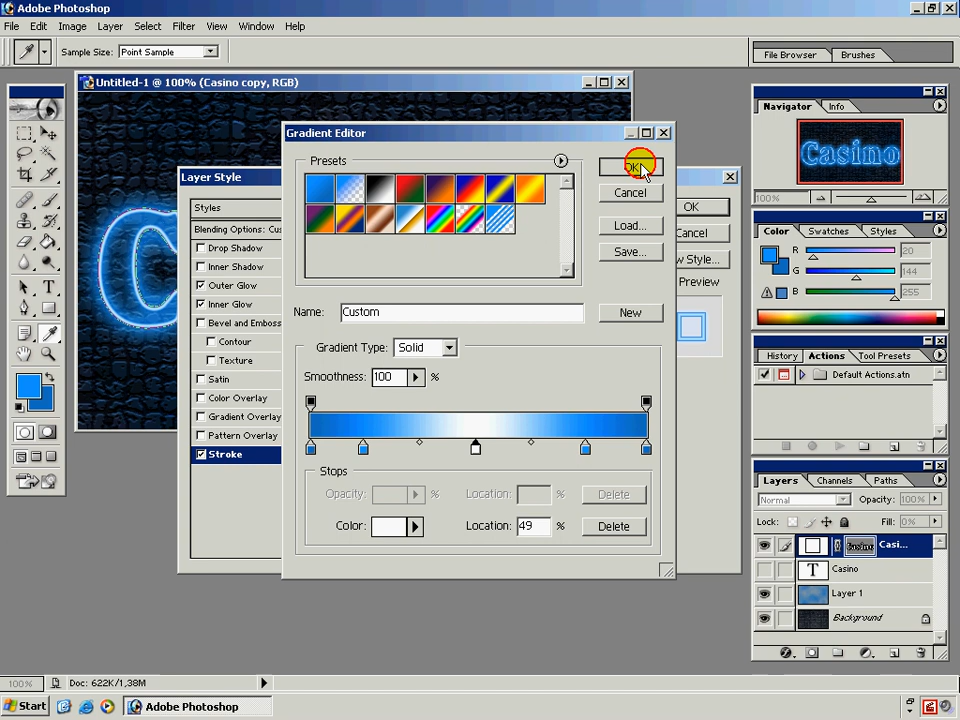 Adobe Photoshop
File Edit Image Layer Select Filter View Window Help
Sample Size: Point Sample
File Browser Brushes
Untitled-1 @ 100% (Casino copy, RGB)
Gradient Editor
Presets
OK
Cancel
Load...
Save...
Name: Custom
New
Gradient Type: Solid
Smoothness: 100 %
Stops
Opacity: % Location: % Delete
Color: Location: 49 % Delete
Layer Style
Styles
Blending Options: Cus
Drop Shadow
Inner Shadow
Outer Glow
Inner Glow
Bevel and Emboss
Contour
Texture
Satin
Color Overlay
Gradient Overlay
Pattern Overlay
Stroke
OK
Cancel
w Style...
Preview
C
Navigator Info
Casino
100%
Color Swatches Styles
R 20
G 144
B 255
History Actions Tool Presets
Default Actions.atn
Layers Channels Paths
Normal Opacity: 100%
Lock: Fill: 0%
Casi...
T Casino
Layer 1
Background
100% Doc: 622K/1,38M
Start Adobe Photoshop